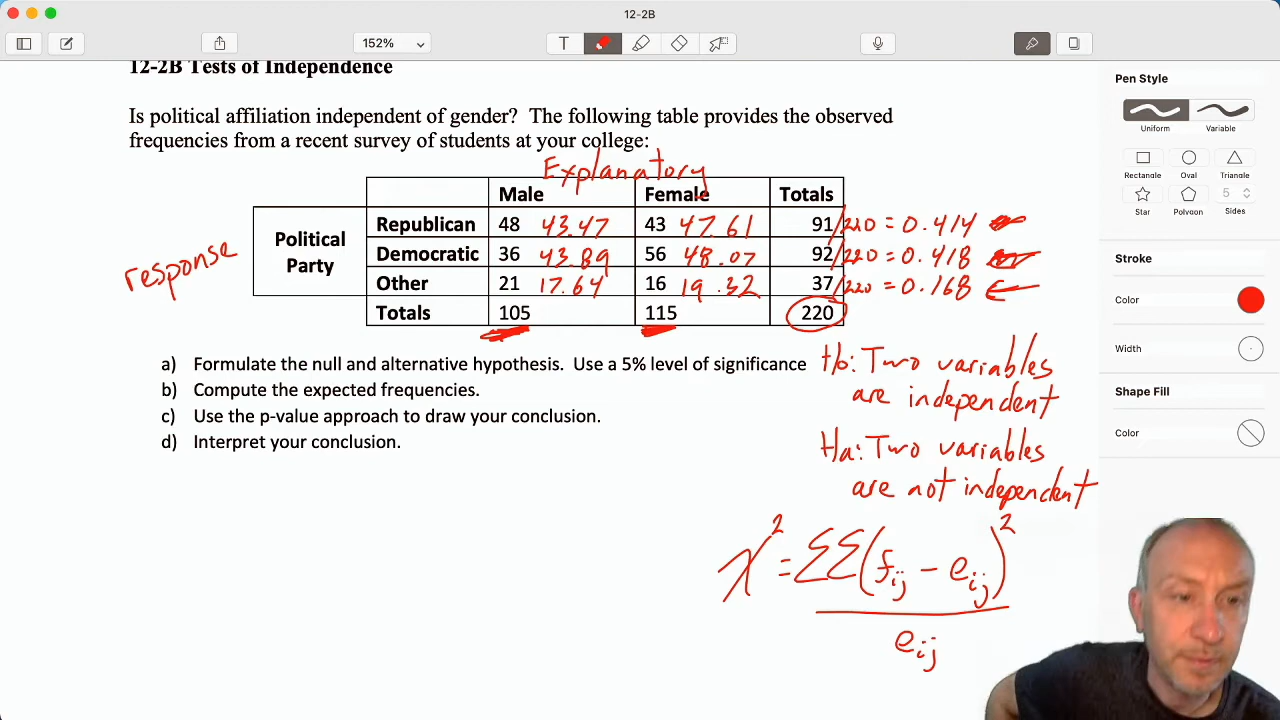 12-2B
152%
T
12-2B Tests of Independence
Is political affiliation independent of gender? The following table provides the observed
frequencies from a recent survey of students at your college:
Explanatory
Male Female Totals
response
Political Party
Republican 48 43.47 43 47.61 91/220 = 0.414
Democratic 36 43.89 56 48.07 92/220 = 0.418
Other 21 17.64 16 19.32 37/220 = 0.168
Totals 105 115 220
a) Formulate the null and alternative hypothesis. Use a 5% level of significance
b) Compute the expected frequencies.
c) Use the p-value approach to draw your conclusion.
d) Interpret your conclusion.
Ho: Two variables
are independent
Ha: Two variables
are not independent
χ² = ΣΣ(fij - eij)²
eij
Pen Style
Uniform Variable
Rectangle Oval Triangle
Star Polygon 5 Sides
Stroke
Color
Width
Shape Fill
Color